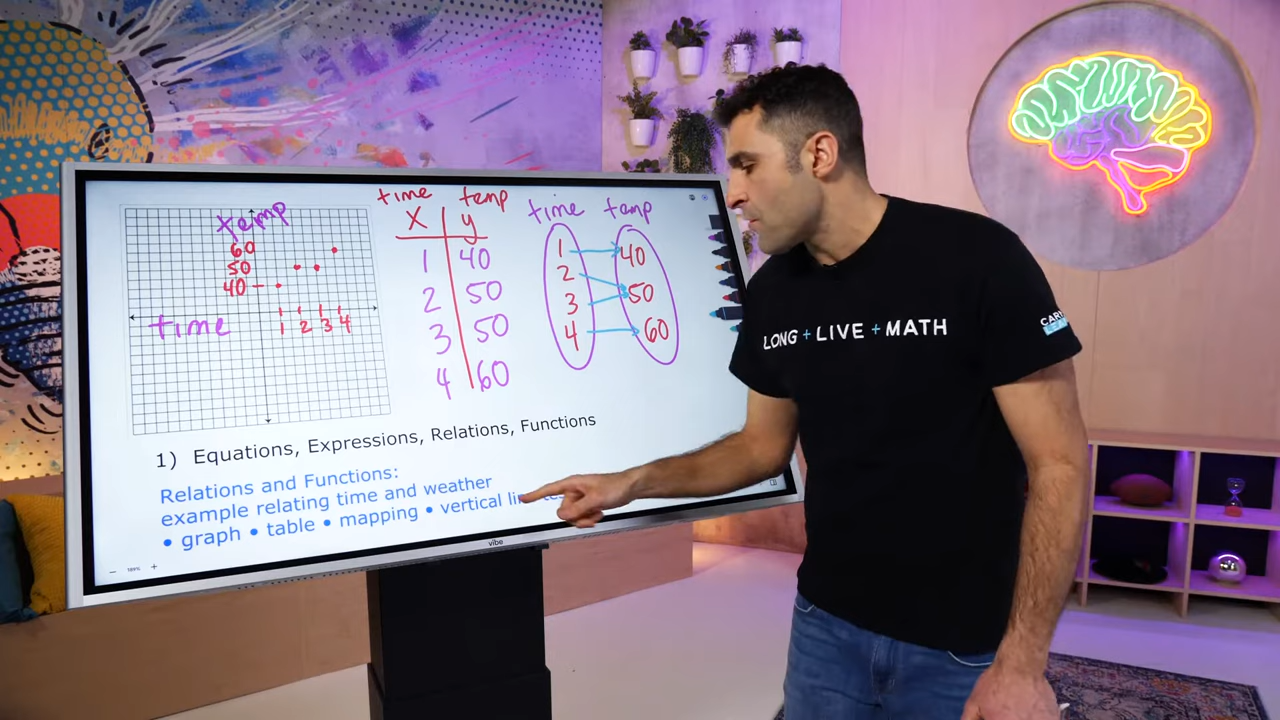 temp
60
50
40
time
1 2 3 4
time temp
X y
1 40
2 50
3 50
4 60
time temp
1 40
2 50
3 60
4
1) Equations, Expressions, Relations, Functions
Relations and Functions:
example relating time and weather
• graph • table • mapping • vertical
vibe
LONG + LIVE + MATH